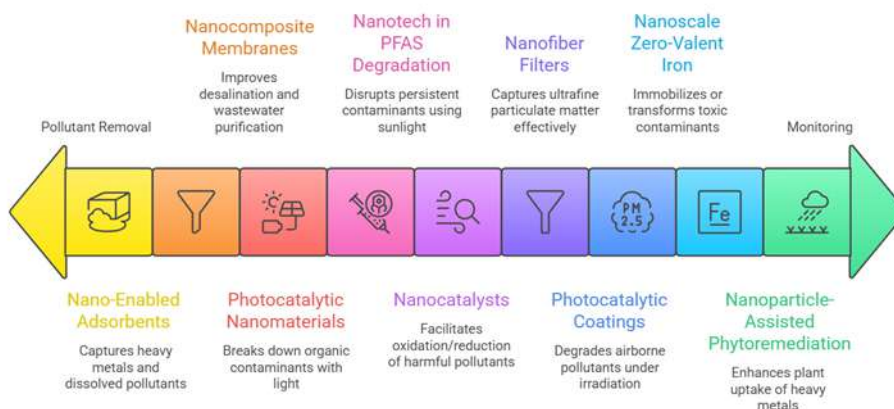 Nanocomposite
Membranes
Improves
desalination and
wastewater
purification
Nanotech in
PFAS
Degradation
Disrupts persistent
contaminants using
sunlight
Nanofiber
Filters
Captures ultrafine
particulate matter
effectively
Nanoscale
Zero-Valent
Iron
Immobilizes or
transforms toxic
contaminants
Pollutant Removal
Monitoring
PM
2.5
Fe
Nano-Enabled
Adsorbents
Captures heavy
metals and
dissolved pollutants
Photocatalytic
Nanomaterials
Breaks down organic
contaminants with
light
Nanocatalysts
Facilitates
oxidation/reduction
of harmful pollutants
Photocatalytic
Coatings
Degrades airborne
pollutants under
irradiation
Nanoparticle-
Assisted
Phytoremediation
Enhances plant
uptake of heavy
metals